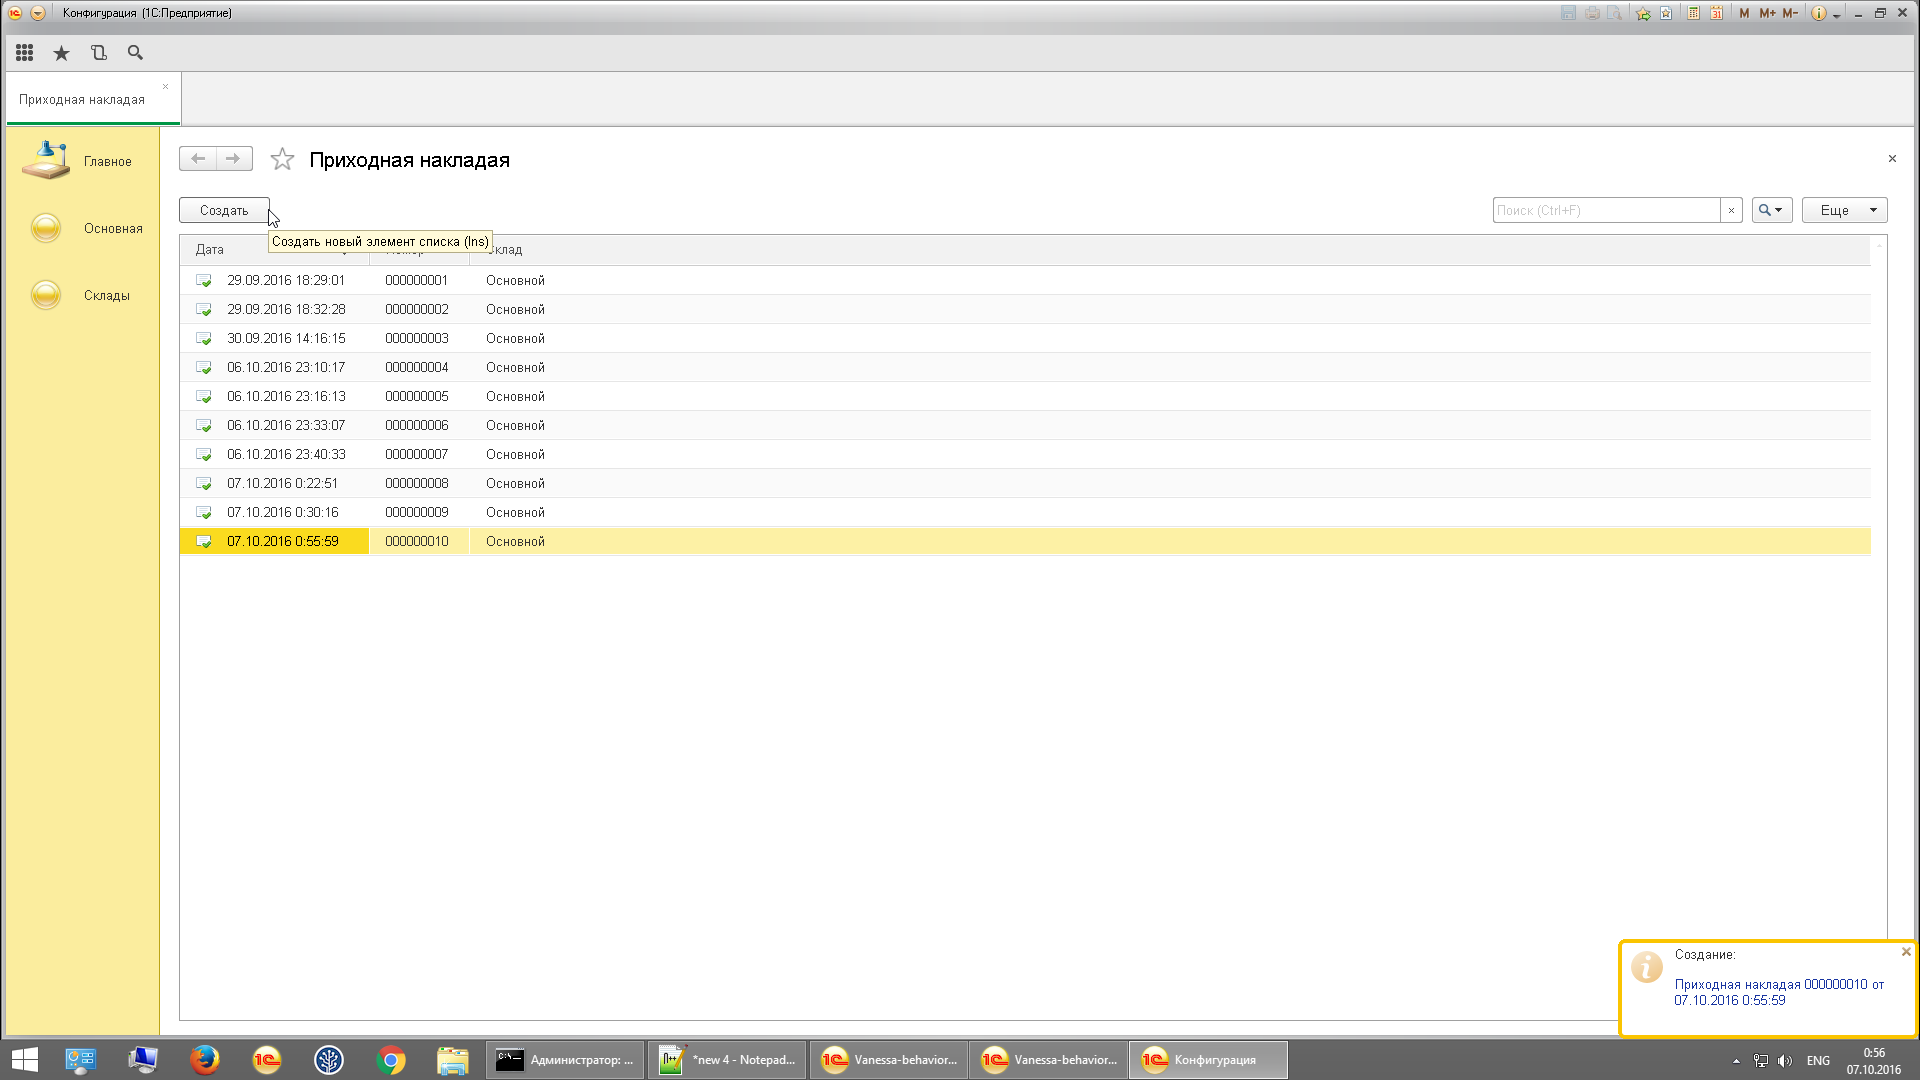 Конфигурация (1С:Предприятие)
M M+ M-
31
Приходная накладая
Главное
Основная
Склады
Приходная накладая
Создать
Поиск (Ctrl+F)
Еще
Создать новый элемент списка (Ins)
Дата
29.09.2016 18:29:01 000000001 Основной
29.09.2016 18:32:28 000000002 Основной
30.09.2016 14:16:15 000000003 Основной
06.10.2016 23:10:17 000000004 Основной
06.10.2016 23:16:13 000000005 Основной
06.10.2016 23:33:07 000000006 Основной
06.10.2016 23:40:33 000000007 Основной
07.10.2016 0:22:51 000000008 Основной
07.10.2016 0:30:16 000000009 Основной
07.10.2016 0:55:59 000000010 Основной
Создание:
Приходная накладая 000000010 от
07.10.2016 0:55:59
Администратор: ...
*new 4 - Notepad...
Vanessa-behavior...
Vanessa-behavior...
Конфигурация
ENG
0:56
07.10.2016